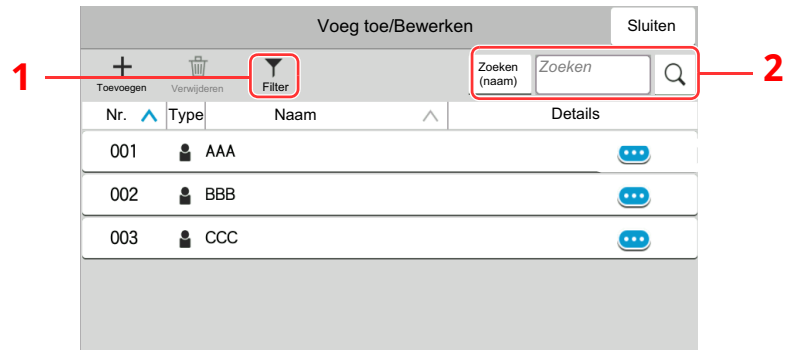 Voeg toe/Bewerken Sluiten
1 Toevoegen Verwijderen Filter Zoeken (naam) Zoeken 2
Nr. Type Naam Details
001 AAA
002 BBB
003 CCC